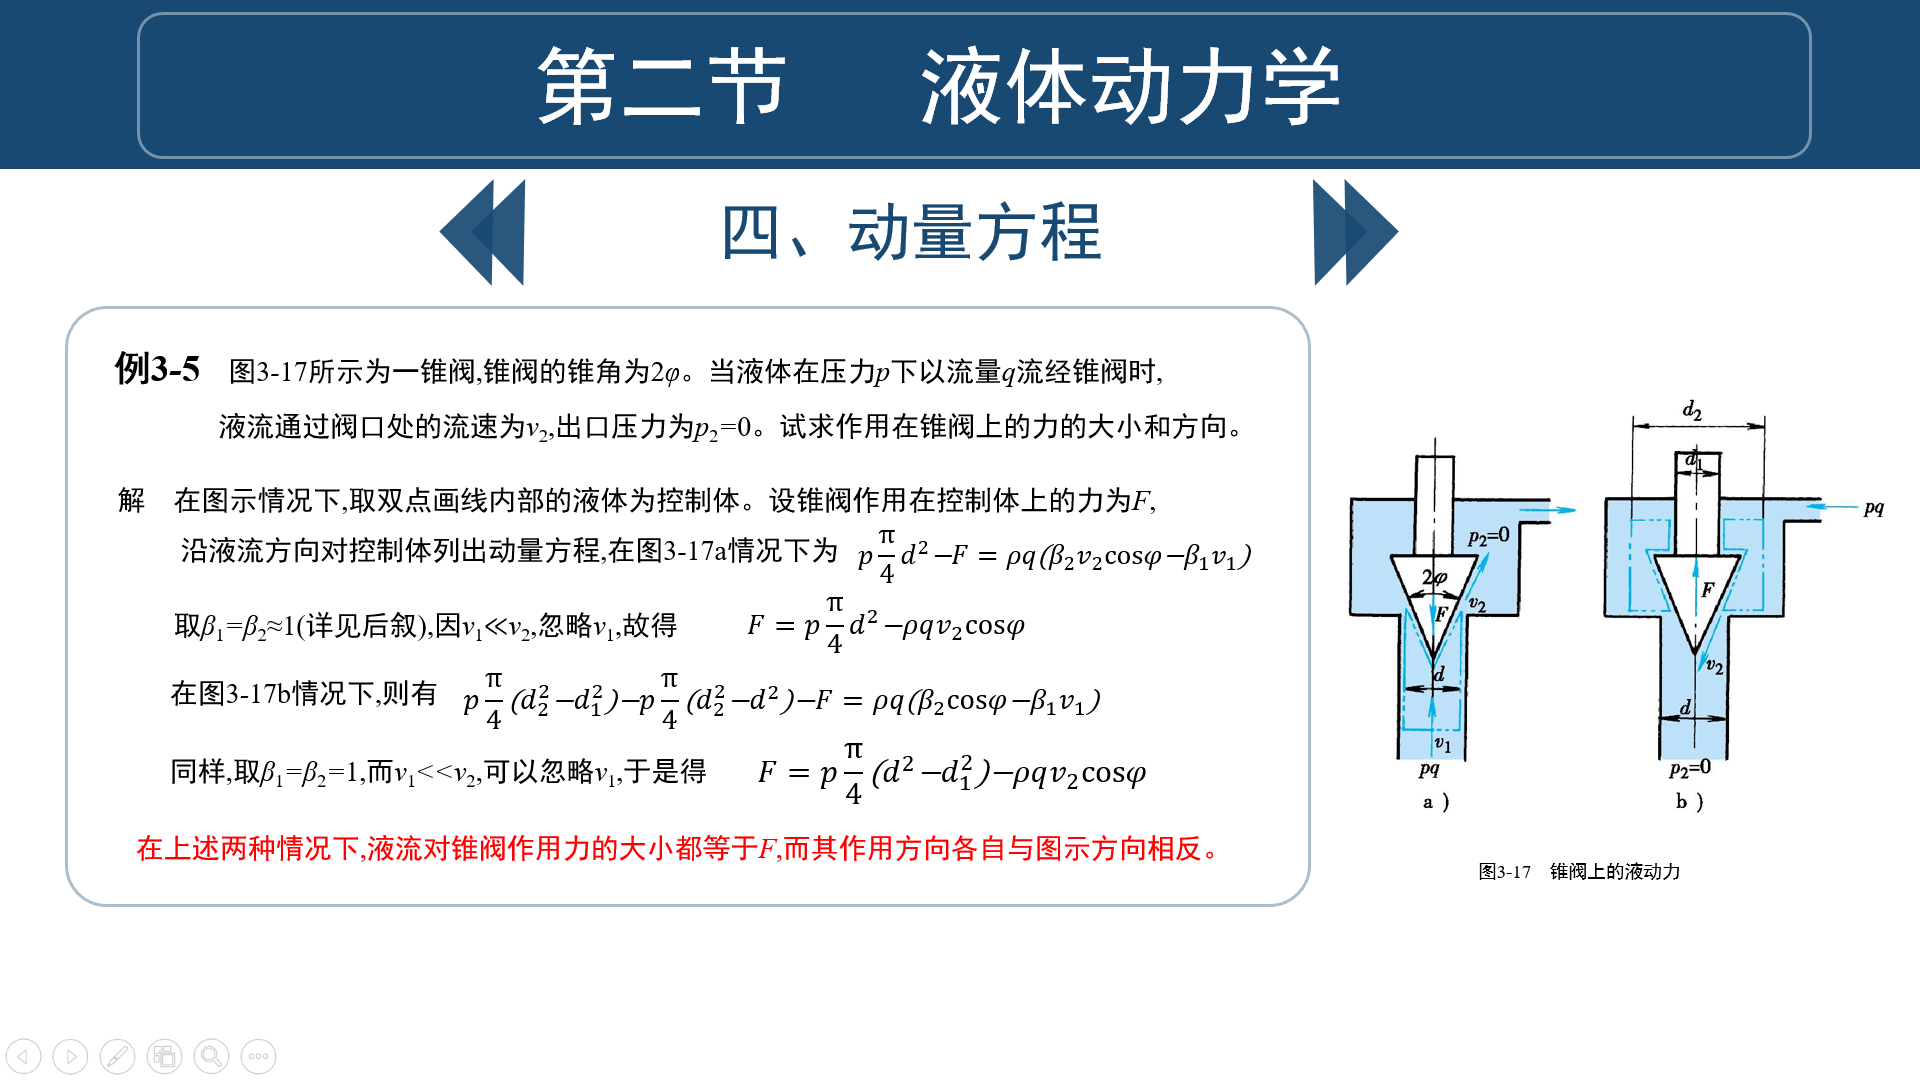 第二节 液体动力学
四、动量方程
例3-5 图3-17所示为一锥阀,锥阀的锥角为2φ。当液体在压力p下以流量q流经锥阀时,
液流通过阀口处的流速为v₂,出口压力为p₂=0。试求作用在锥阀上的力的大小和方向。
解 在图示情况下,取双点画线内部的液体为控制体。设锥阀作用在控制体上的力为F,
沿液流方向对控制体列出动量方程,在图3-17a情况下为 p π/4 d² −F = ρq(β₂v₂cosφ−β₁v₁)
取β₁=β₂≈1(详见后叙),因v₁≪v₂,忽略v₁,故得 F = p π/4 d² −ρqv₂cosφ
在图3-17b情况下,则有 p π/4 (d₂²−d₁²)−p π/4 (d₂²−d²)−F = ρq(β₂cosφ−β₁v₁)
同样,取β₁=β₂=1,而v₁<<v₂,可以忽略v₁,于是得 F = p π/4 (d²−d₁²)−ρqv₂cosφ
在上述两种情况下,液流对锥阀作用力的大小都等于F,而其作用方向各自与图示方向相反。
p₂=0
2φ
F
v₂
d
v₁
pq
a )
d₂
d₁
pq
F
v₂
d
p₂=0
b )
图3-17 锥阀上的液动力